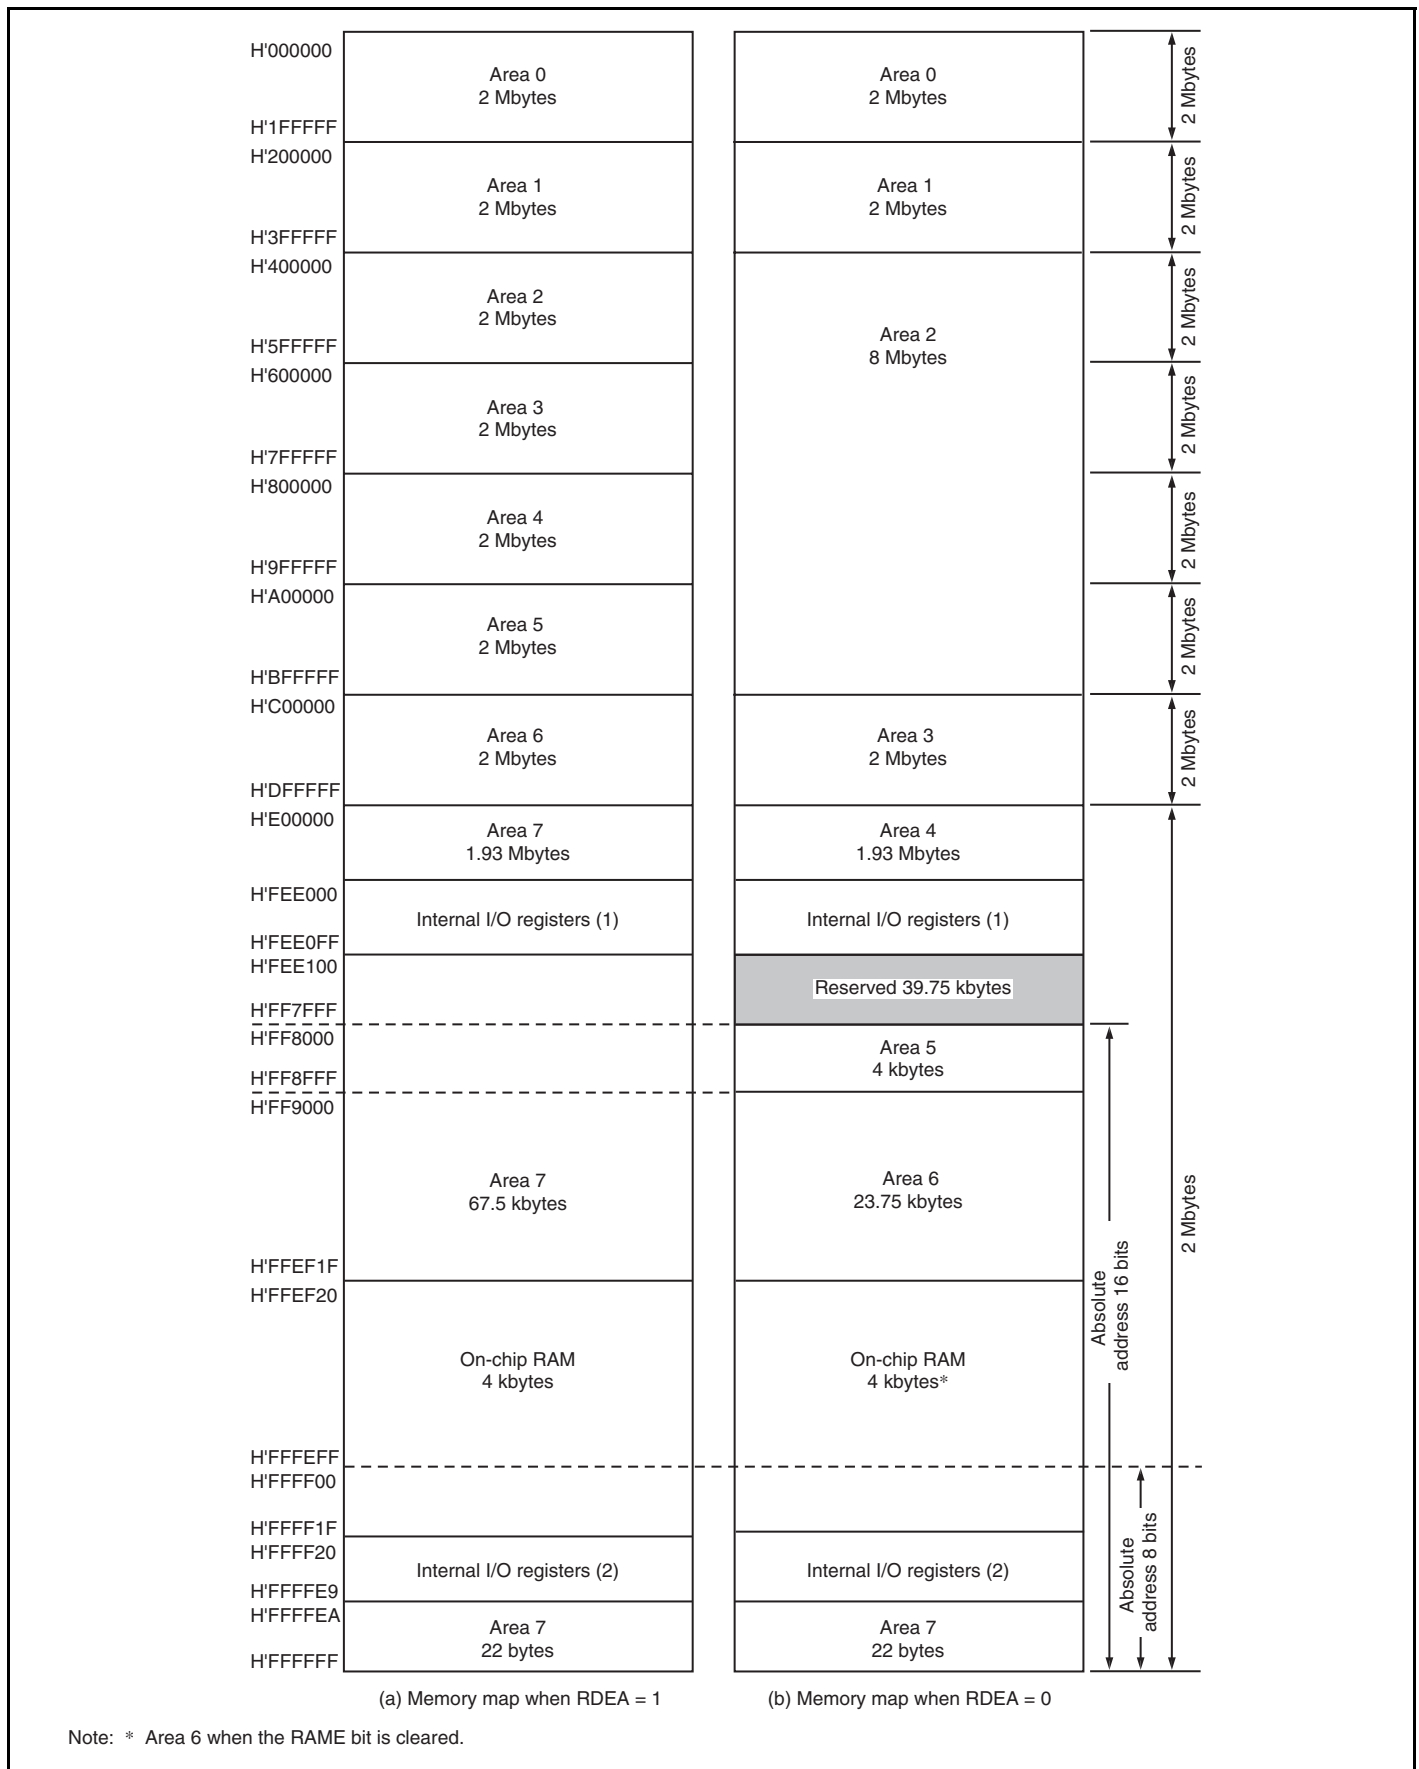 H'000000
H'1FFFFF
H'200000
H'3FFFFF
H'400000
H'5FFFFF
H'600000
H'7FFFFF
H'800000
H'9FFFFF
H'A00000
H'BFFFFF
H'C00000
H'DFFFFF
H'E00000
H'FEE000
H'FEE0FF
H'FEE100
H'FF7FFF
H'FF8000
H'FF8FFF
H'FF9000
H'FFEF1F
H'FFEF20
H'FFFEFF
H'FFFF00
H'FFFF1F
H'FFFF20
H'FFFFE9
H'FFFFEA
H'FFFFFF
Area 0
2 Mbytes
Area 1
2 Mbytes
Area 2
2 Mbytes
Area 3
2 Mbytes
Area 4
2 Mbytes
Area 5
2 Mbytes
Area 6
2 Mbytes
Area 7
1.93 Mbytes
Internal I/O registers (1)
Area 7
67.5 kbytes
On-chip RAM
4 kbytes
Internal I/O registers (2)
Area 7
22 bytes
(a) Memory map when RDEA = 1
Area 0
2 Mbytes
Area 1
2 Mbytes
Area 2
8 Mbytes
Area 3
2 Mbytes
Area 4
1.93 Mbytes
Internal I/O registers (1)
Reserved 39.75 kbytes
Area 5
4 kbytes
Area 6
23.75 kbytes
On-chip RAM
4 kbytes*
Internal I/O registers (2)
Area 7
22 bytes
(b) Memory map when RDEA = 0
2 Mbytes
2 Mbytes
2 Mbytes
2 Mbytes
2 Mbytes
2 Mbytes
2 Mbytes
2 Mbytes
Absolute
address 16 bits
Absolute
address 8 bits
Note: * Area 6 when the RAME bit is cleared.